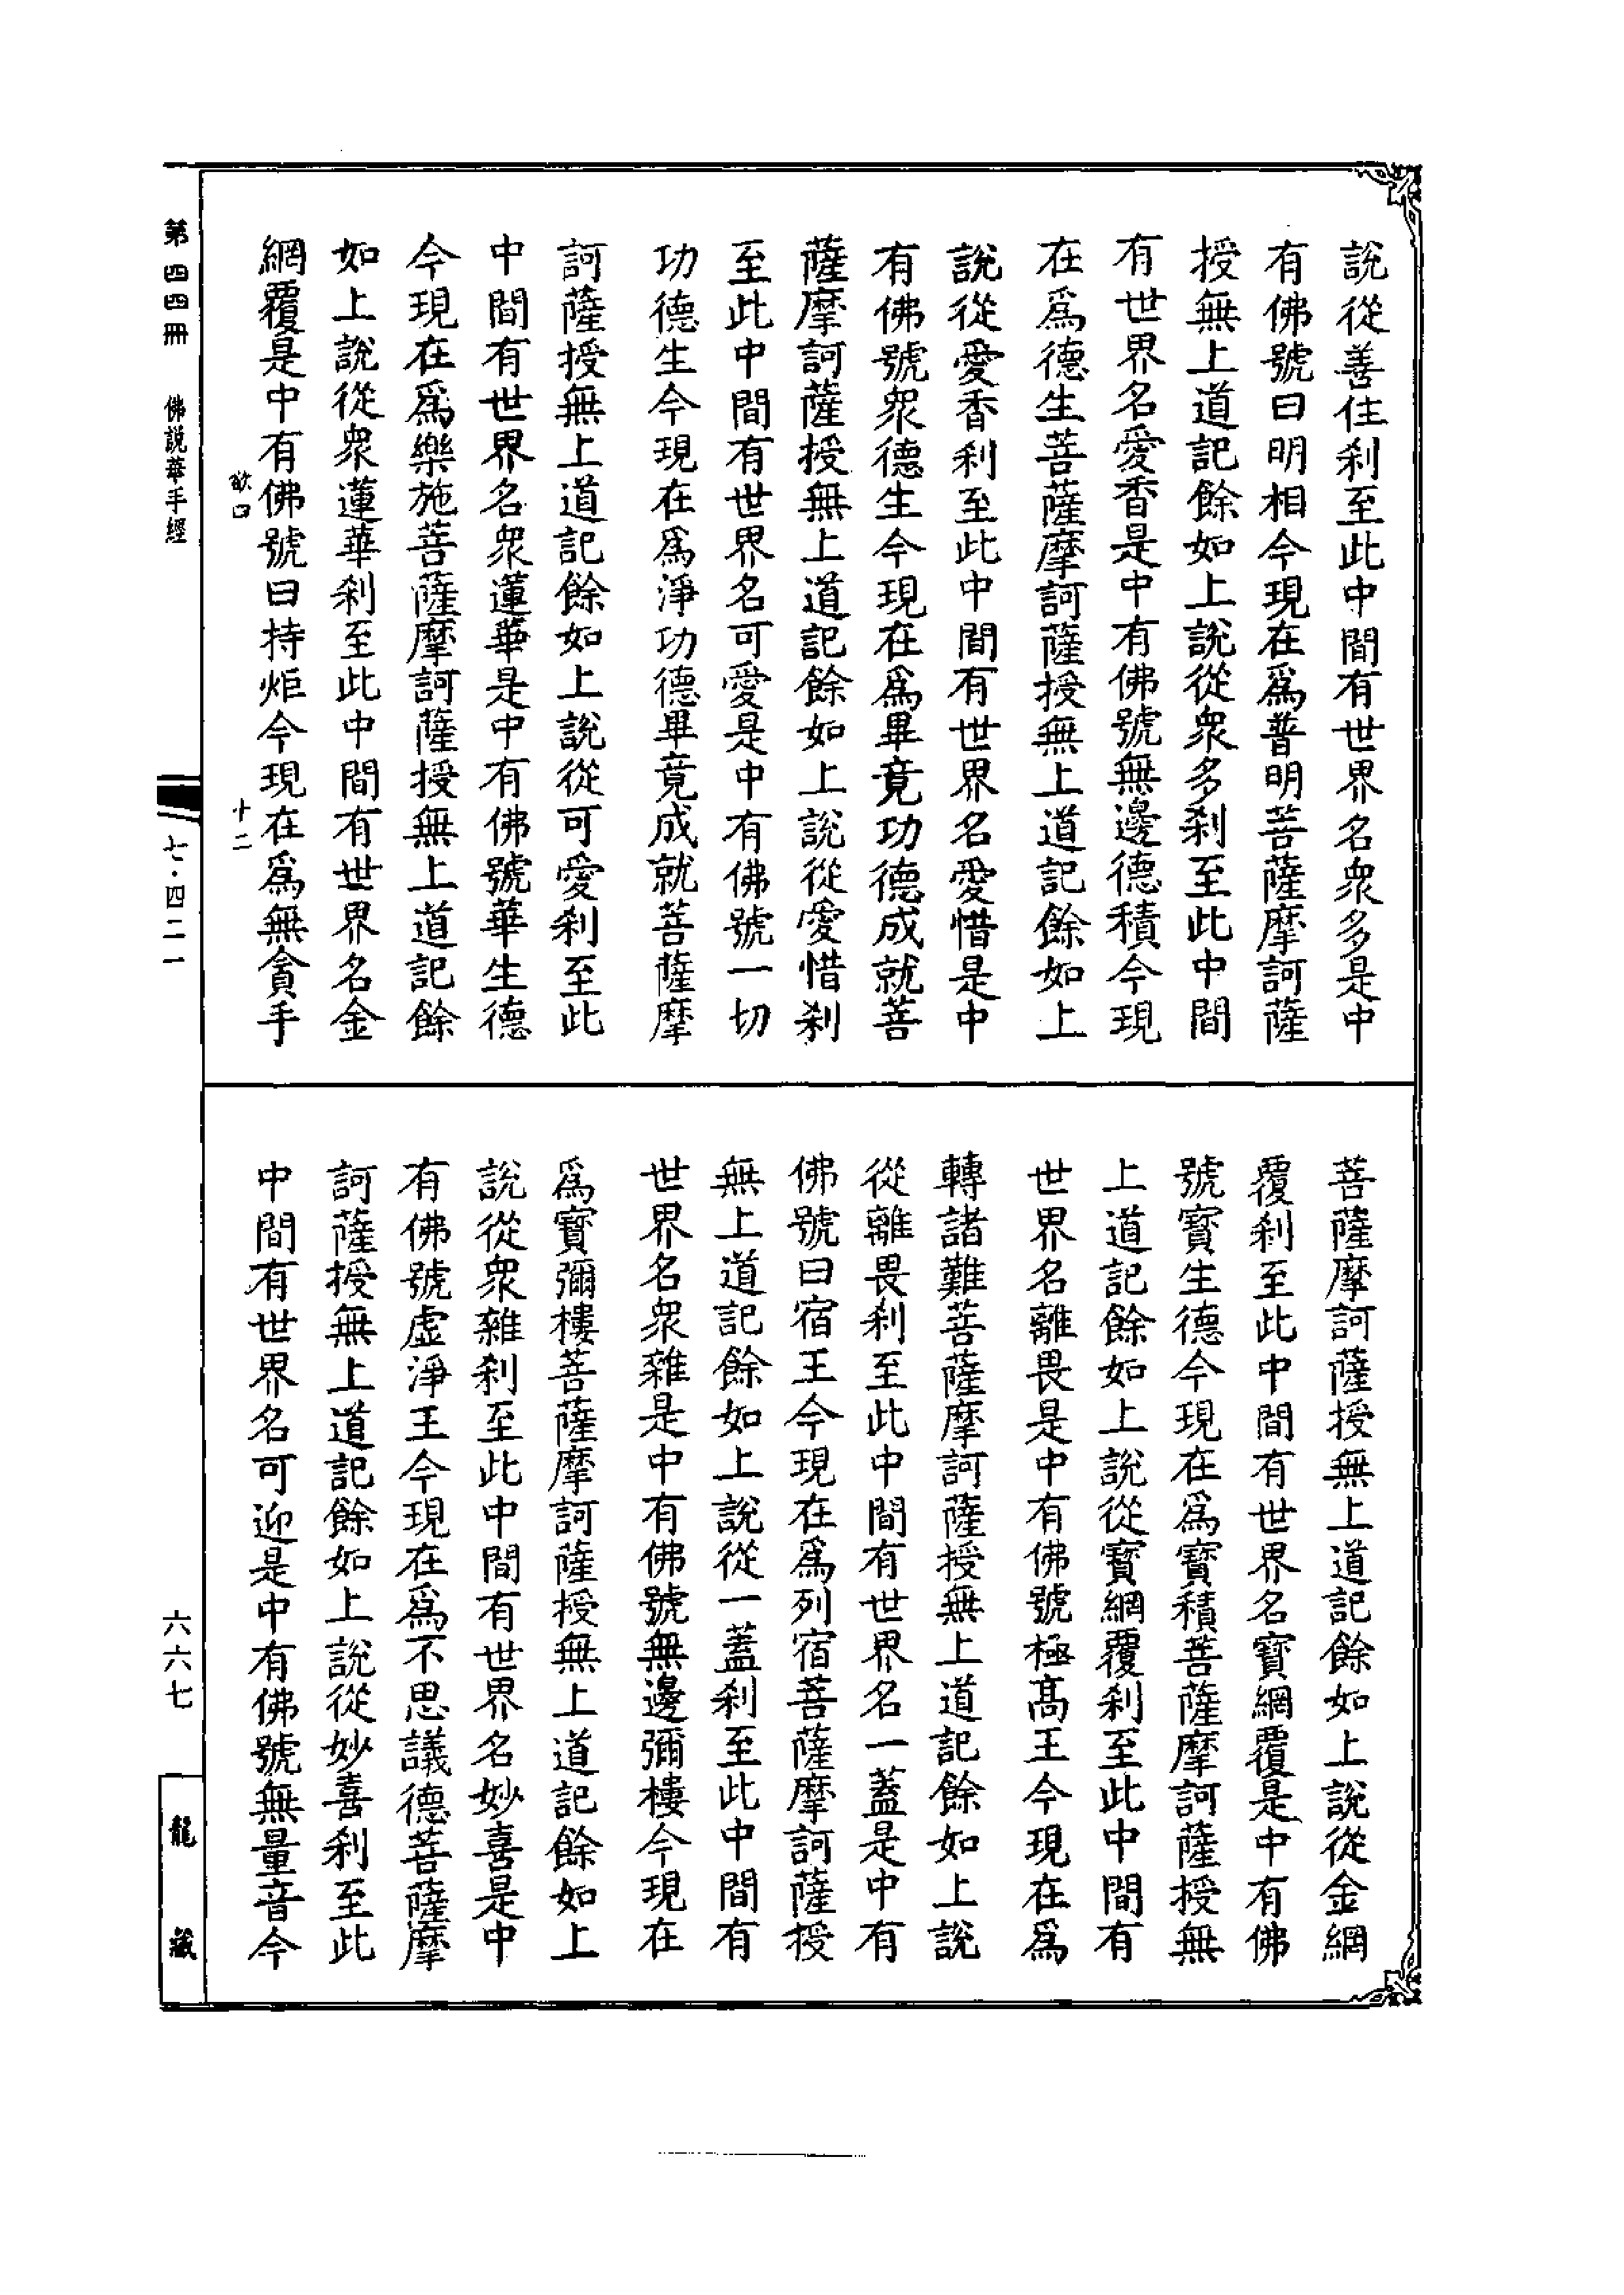 說從善住刹至此中間有世界名衆多是中
有佛號曰明相今現在爲普明菩薩摩訶薩
授無上道記餘如上說從衆多刹至此中間
有世界名愛香是中有佛號無邊德積今現
在爲德生菩薩摩訶薩授無上道記餘如上
說從愛香刹至此中間有世界名愛惜是中
有佛號衆德生今現在爲畢竟功德成就菩
薩摩訶薩授無上道記餘如上說從愛惜刹
至此中間有世界名可愛是中有佛號一切
功德生今現在爲淨功德畢竟成就菩薩摩
訶薩授無上道記餘如上說從可愛刹至此
中間有世界名衆蓮華是中有佛號華生德
今現在爲樂施菩薩摩訶薩授無上道記餘
如上說從衆蓮華刹至此中間有世界名金
網覆是中有佛號曰持炬今現在爲無貪手
菩薩摩訶薩授無上道記餘如上說從金網
覆刹至此中間有世界名寶網覆是中有佛
號寶生德今現在爲寶積菩薩摩訶薩授無
上道記餘如上說從寶網覆刹至此中間有
世界名離畏是中有佛號極髙王今現在爲
轉諸難菩薩摩訶薩授無上道記餘如上說
從離畏刹至此中間有世界名一蓋是中有
佛號曰宿王今現在爲列宿菩薩摩訶薩授
無上道記餘如上說從一蓋刹至此中間有
世界名衆雜是中有佛號無邊彌樓今現在
爲寶彌樓菩薩摩訶薩授無上道記餘如上
說從衆雜刹至此中間有世界名妙喜是中
有佛號虛淨王今現在爲不思議德菩薩摩
訶薩授無上道記餘如上說從妙喜刹至此
中間有世界名可迎是中有佛號無量音今
十二
第四四冊 佛說華手經
七·四二一
六六七
龍藏